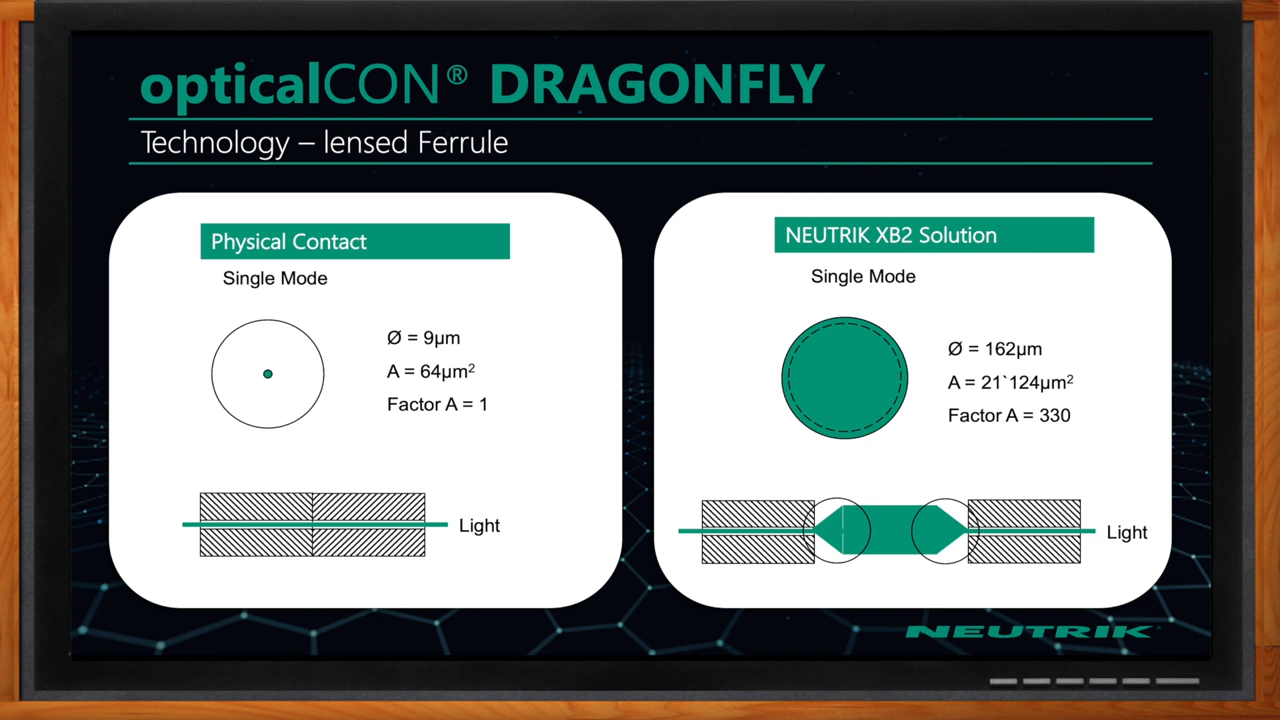 opticalCON® DRAGONFLY
Technology – lensed Ferrule
Physical Contact
Single Mode
Ø = 9µm
A = 64µm²
Factor A = 1
Light
NEUTRIK XB2 Solution
Single Mode
Ø = 162µm
A = 21`124µm²
Factor A = 330
Light
NEUTRIK